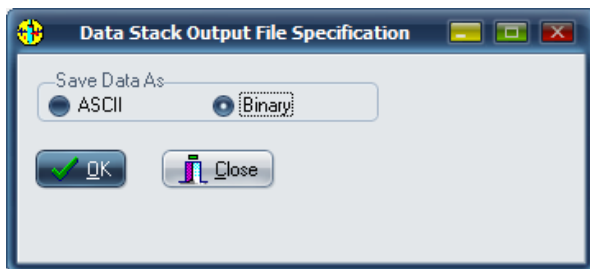 Data Stack Output File Specification
Save Data As
ASCII Binary
OK Close